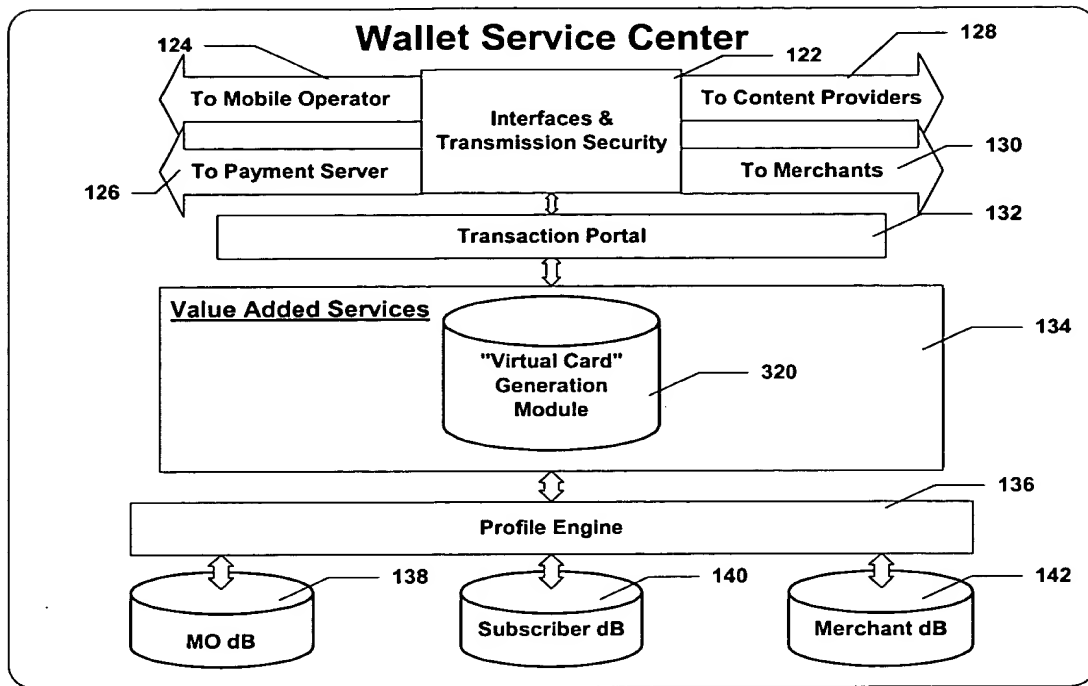 Wallet Service Center
124
128
122
To Mobile Operator
Interfaces &
Transmission Security
To Content Providers
To Payment Server
To Merchants
130
126
132
Transaction Portal
Value Added Services
134
"Virtual Card"
Generation
Module
320
136
Profile Engine
138
140
142
MO dB
Subscriber dB
Merchant dB